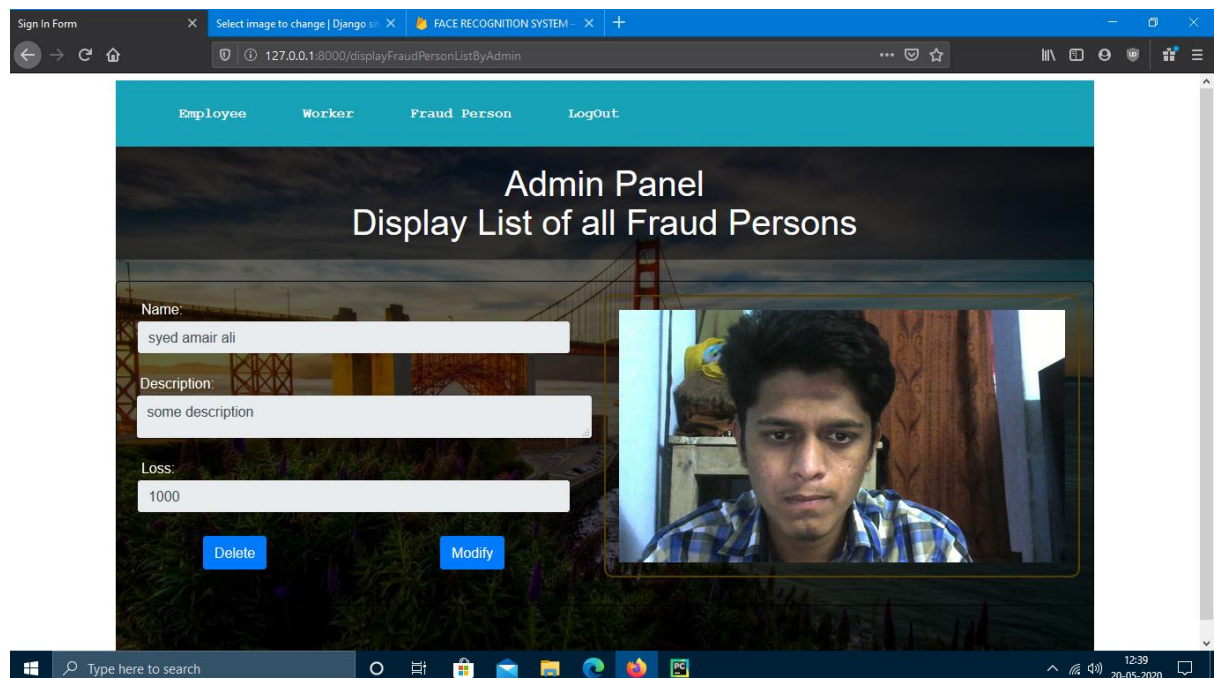 Sign In Form
Select image to change | Django sit
FACE RECOGNITION SYSTEM –
127.0.0.1:8000/displayFraudPersonListByAdmin
Employee Worker Fraud Person LogOut
Admin Panel
Display List of all Fraud Persons
Name:
syed amair ali
Description:
some description
Loss:
1000
Delete Modify
Type here to search
12:39
20-05-2020